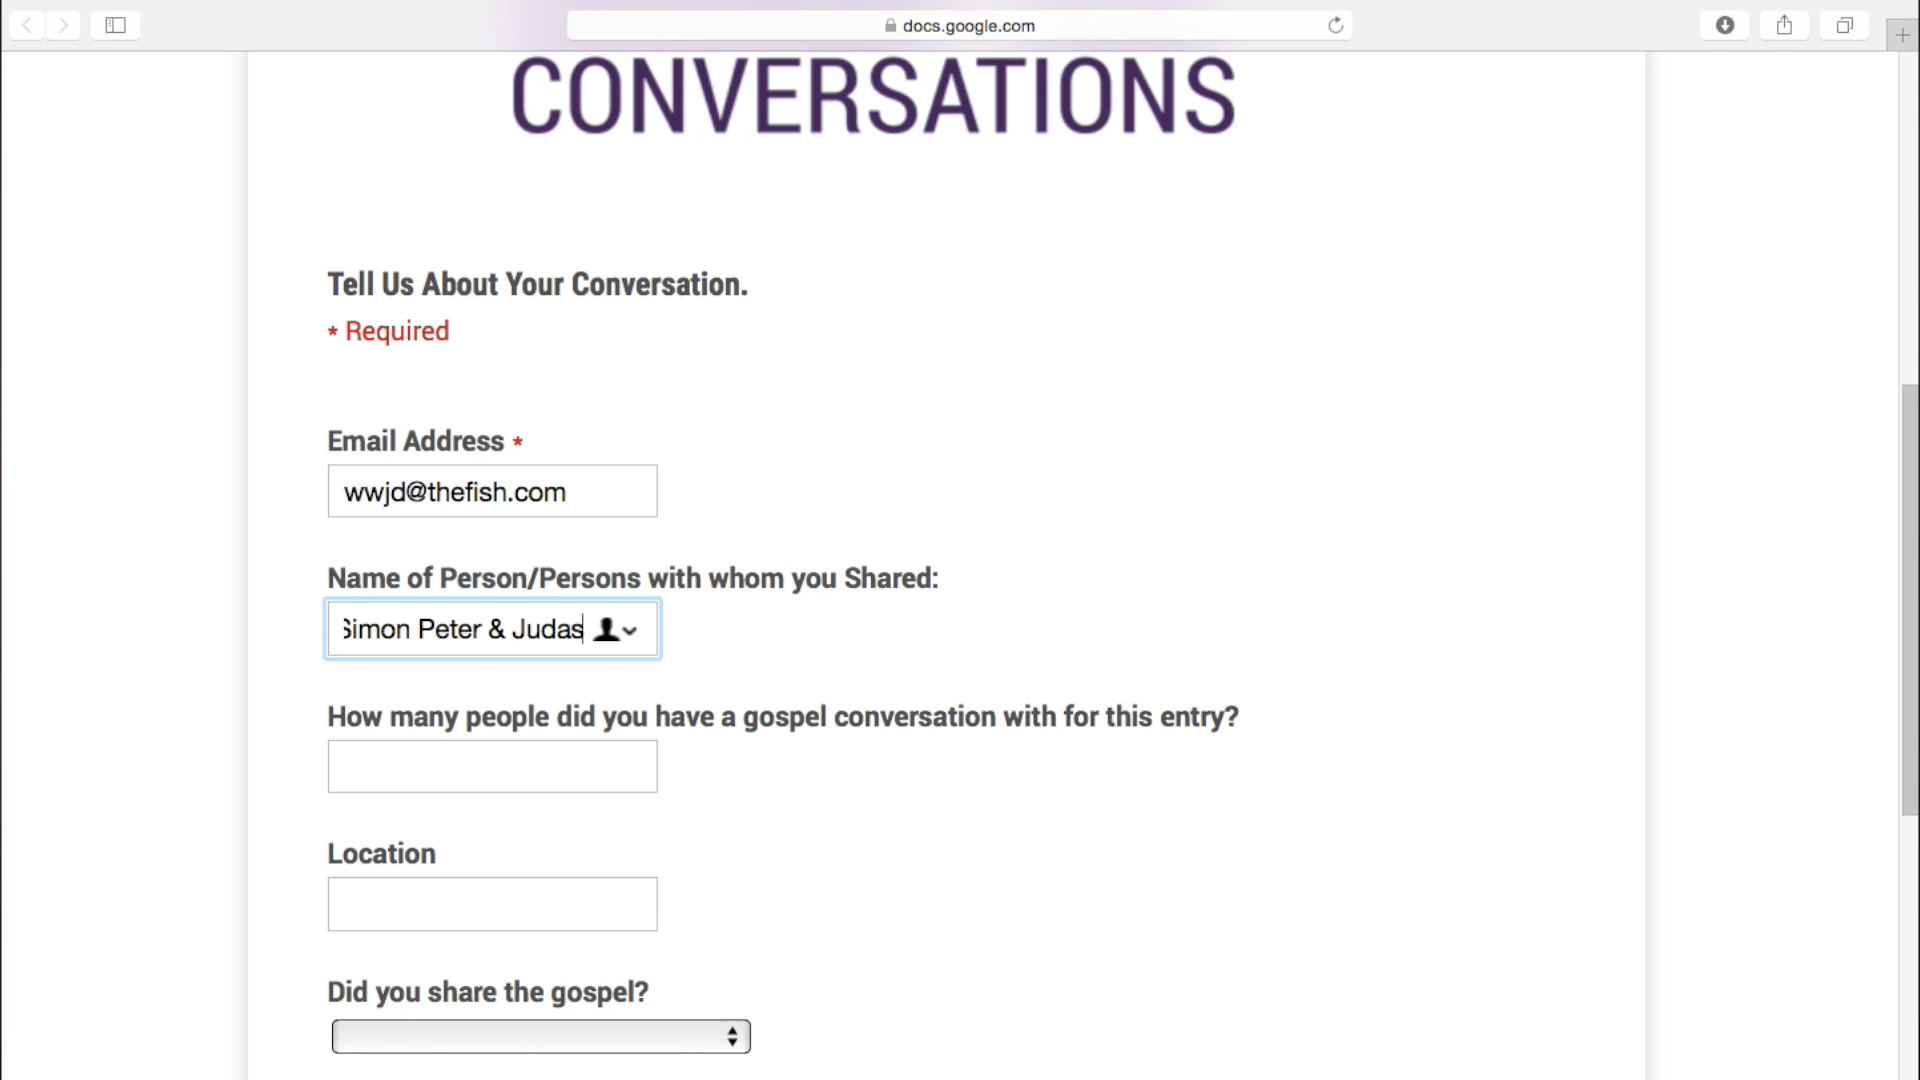 docs.google.com
CONVERSATIONS
Tell Us About Your Conversation.
* Required
Email Address *
wwjd@thefish.com
Name of Person/Persons with whom you Shared:
Simon Peter & Judas
How many people did you have a gospel conversation with for this entry?
Location
Did you share the gospel?